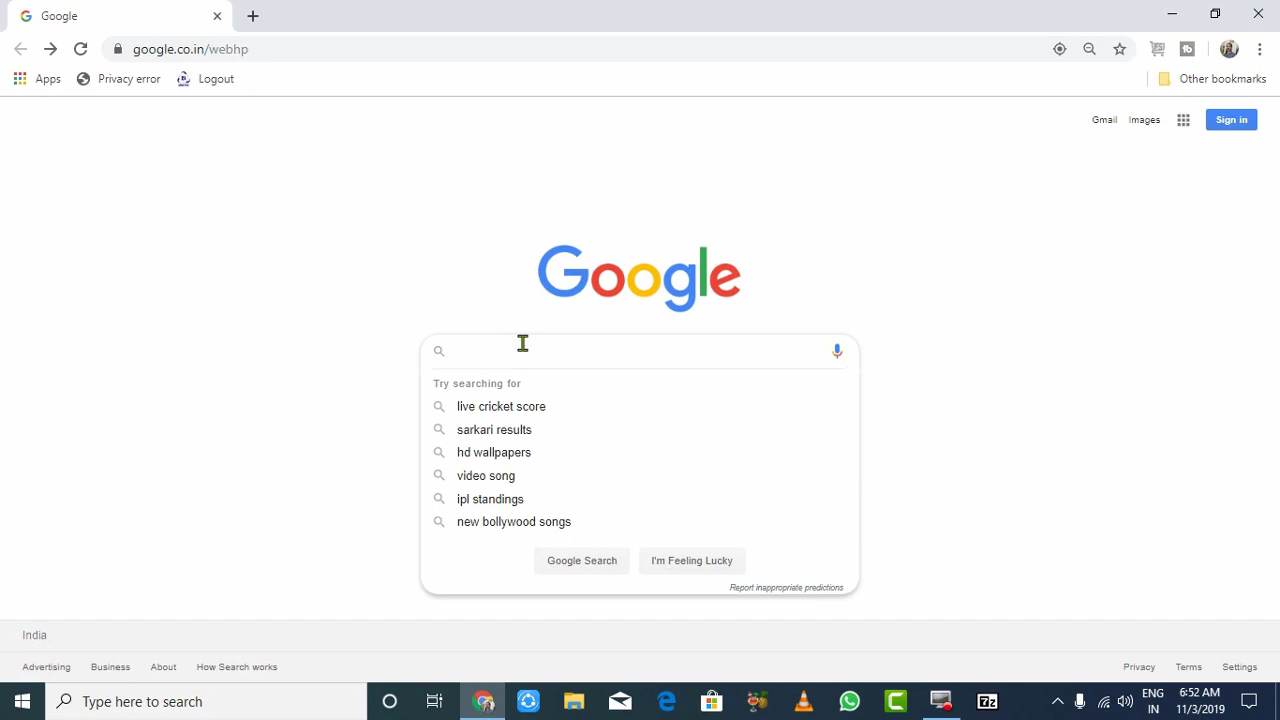 Google
google.co.in/webhp
Apps Privacy error Logout Other bookmarks
Gmail Images Sign in
Google
Try searching for
live cricket score
sarkari results
hd wallpapers
video song
ipl standings
new bollywood songs
Google Search I'm Feeling Lucky
Report inappropriate predictions
India
Advertising Business About How Search works Privacy Terms Settings
Type here to search
ENG
IN
6:52 AM
11/3/2019
7z